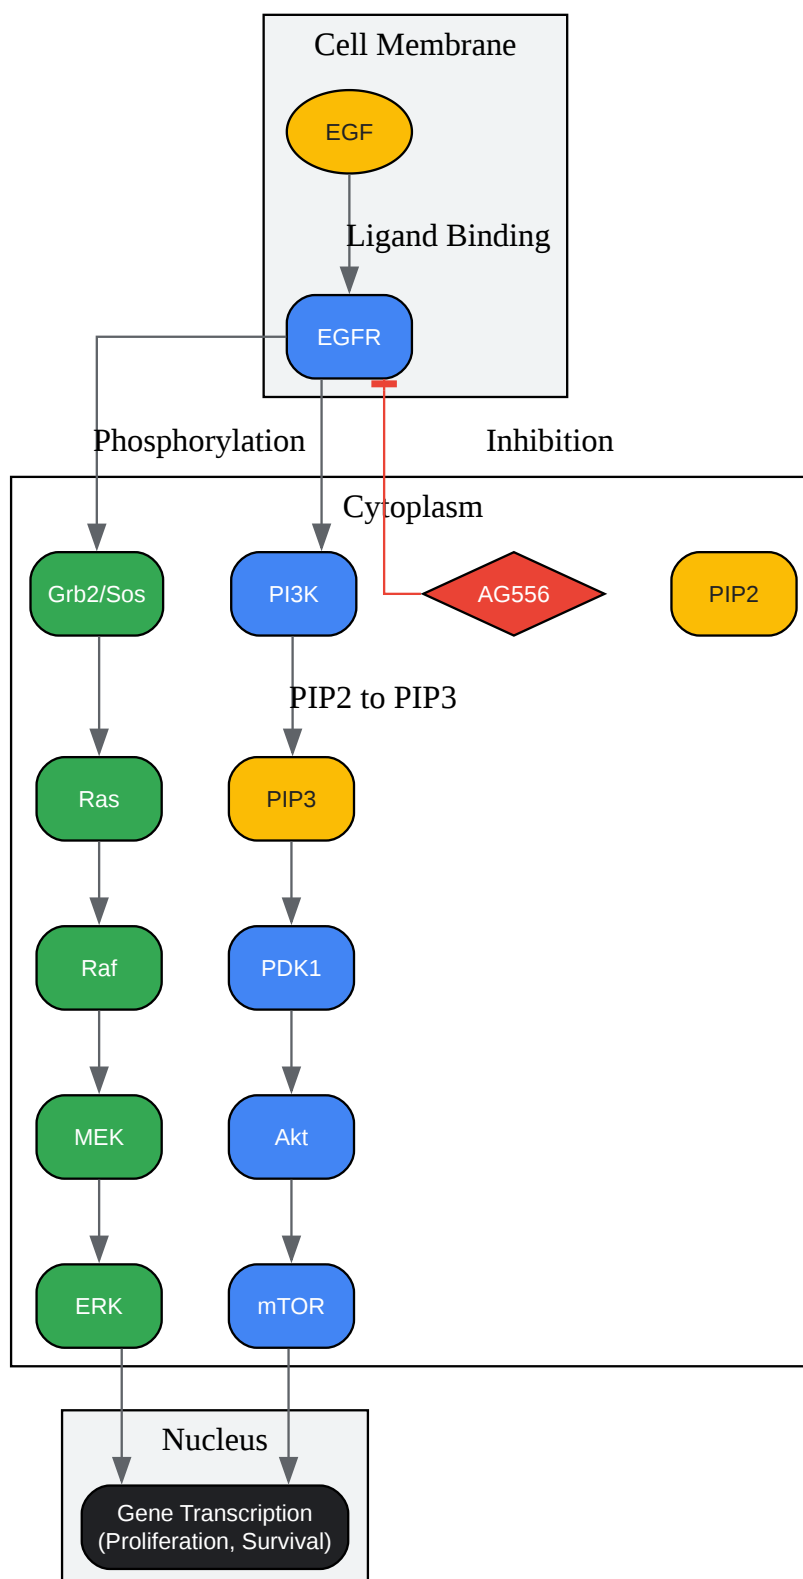 Cell Membrane
EGF
Ligand Binding
EGFR
Phosphorylation
Inhibition
Cytoplasm
Grb2/Sos
PI3K
AG556
PIP2
PIP2 to PIP3
Ras
PIP3
Raf
PDK1
MEK
Akt
ERK
mTOR
Nucleus
Gene Transcription
(Proliferation, Survival)